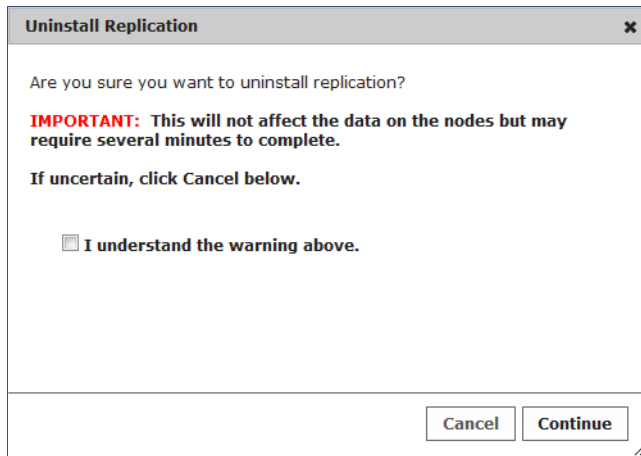 Uninstall Replication
Are you sure you want to uninstall replication?
IMPORTANT: This will not affect the data on the nodes but may
require several minutes to complete.
If uncertain, click Cancel below.
I understand the warning above.
Cancel Continue